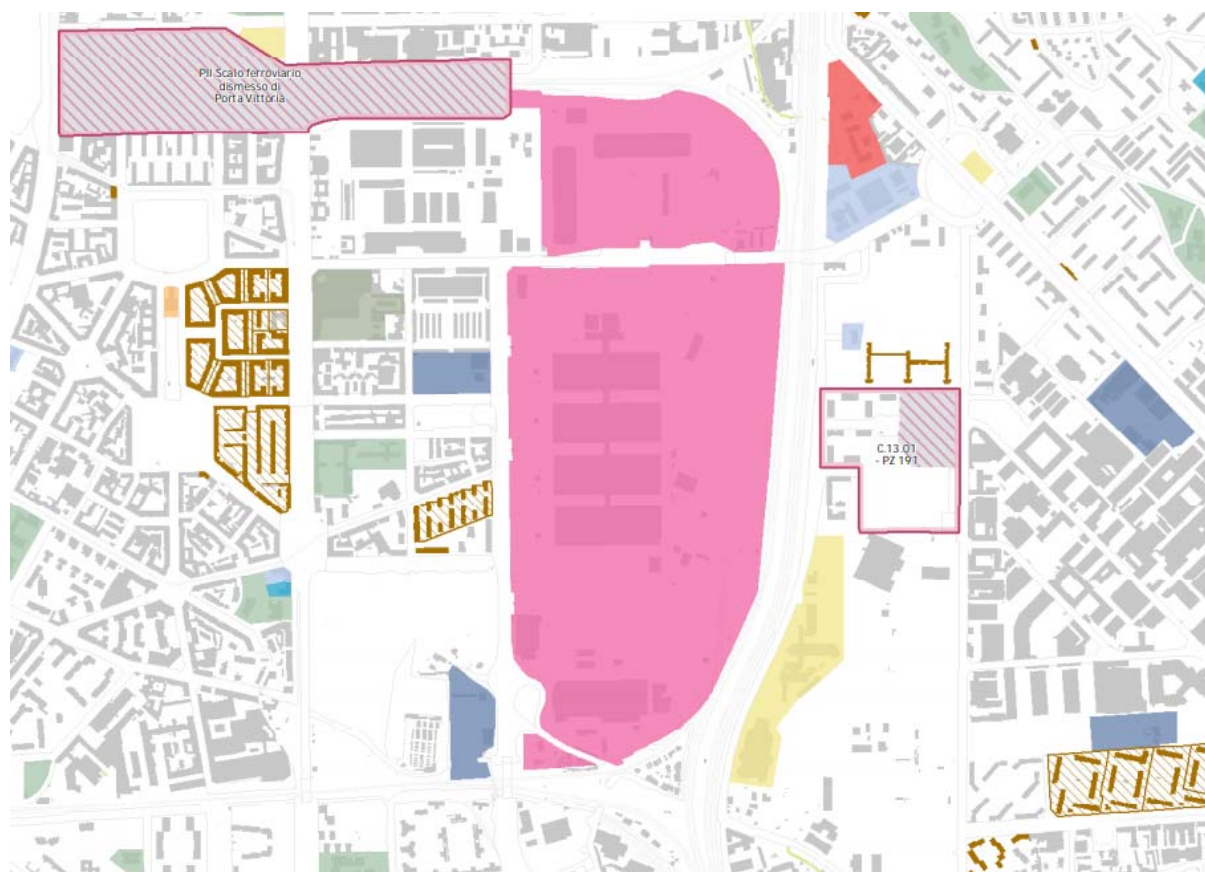 PII Scalo ferroviario
dismesso di
Porta Vittoria
C.13.01
- PZ 191